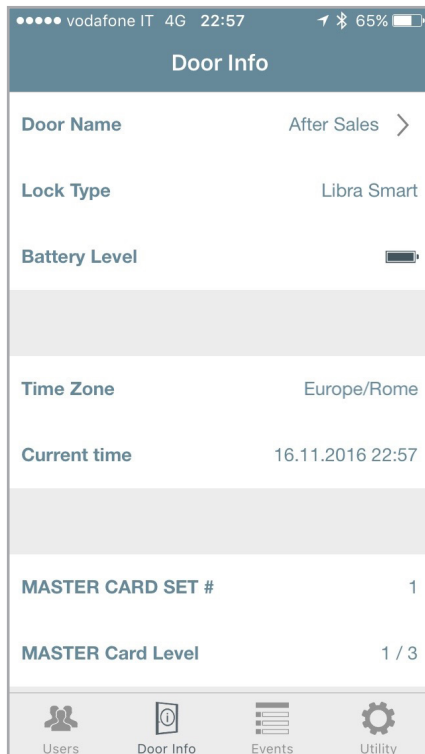 vodafone IT 4G 22:57 65%
Door Info
Door Name After Sales
Lock Type Libra Smart
Battery Level
Time Zone Europe/Rome
Current time 16.11.2016 22:57
MASTER CARD SET # 1
MASTER Card Level 1 / 3
Users Door Info Events Utility